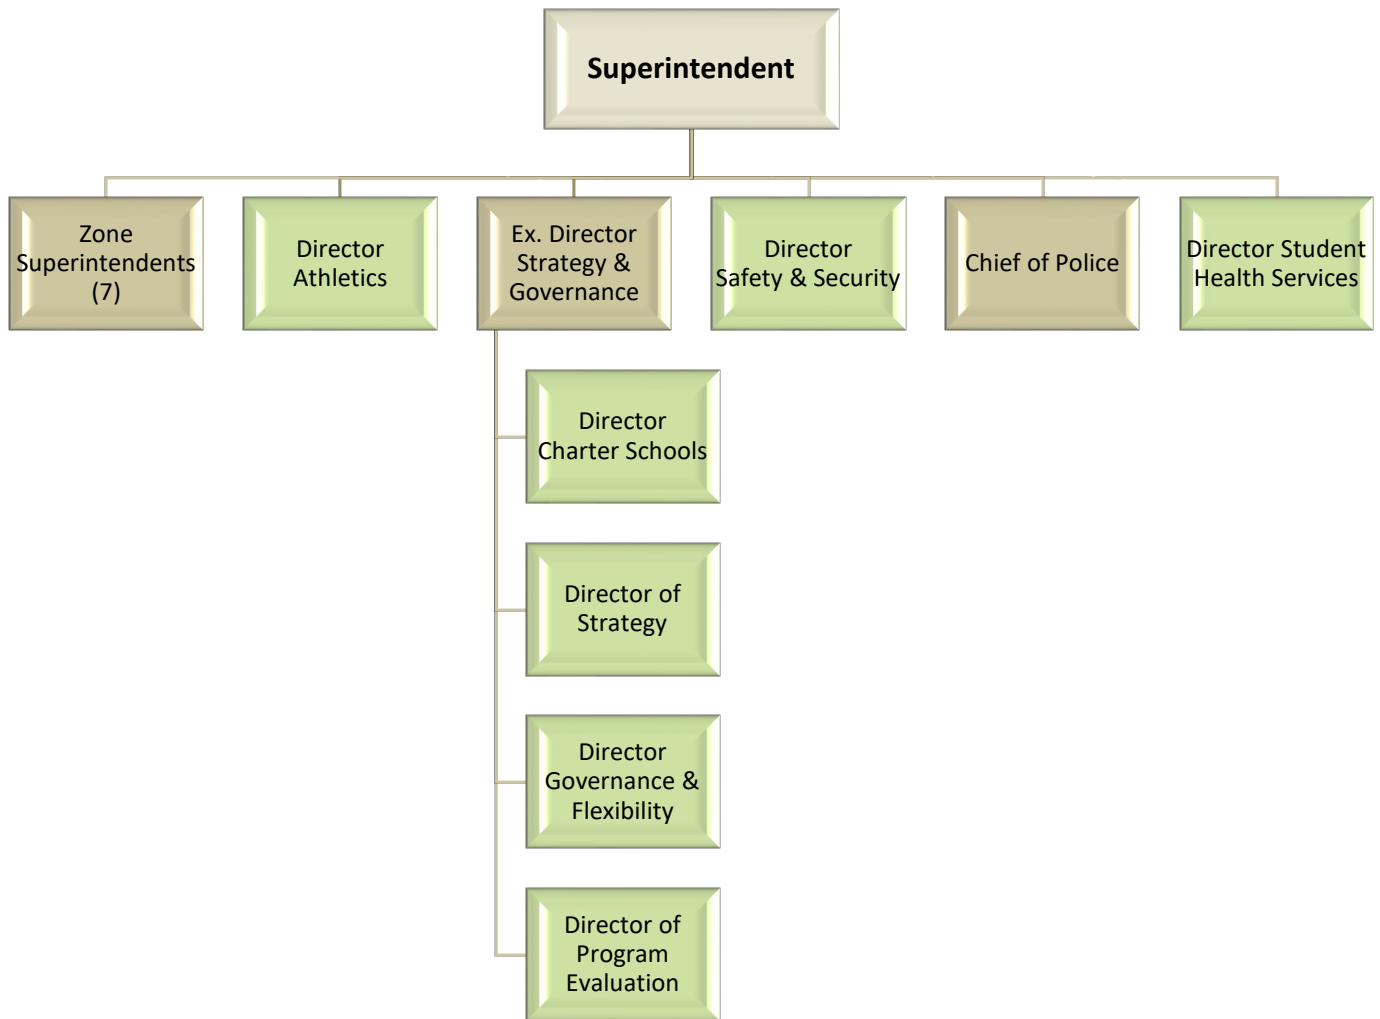 Superintendent
Zone
Superintendents
(7)
Director
Athletics
Ex. Director
Strategy &
Governance
Director
Safety & Security
Chief of Police
Director Student
Health Services
Director
Charter Schools
Director of
Strategy
Director
Governance &
Flexibility
Director of
Program
Evaluation